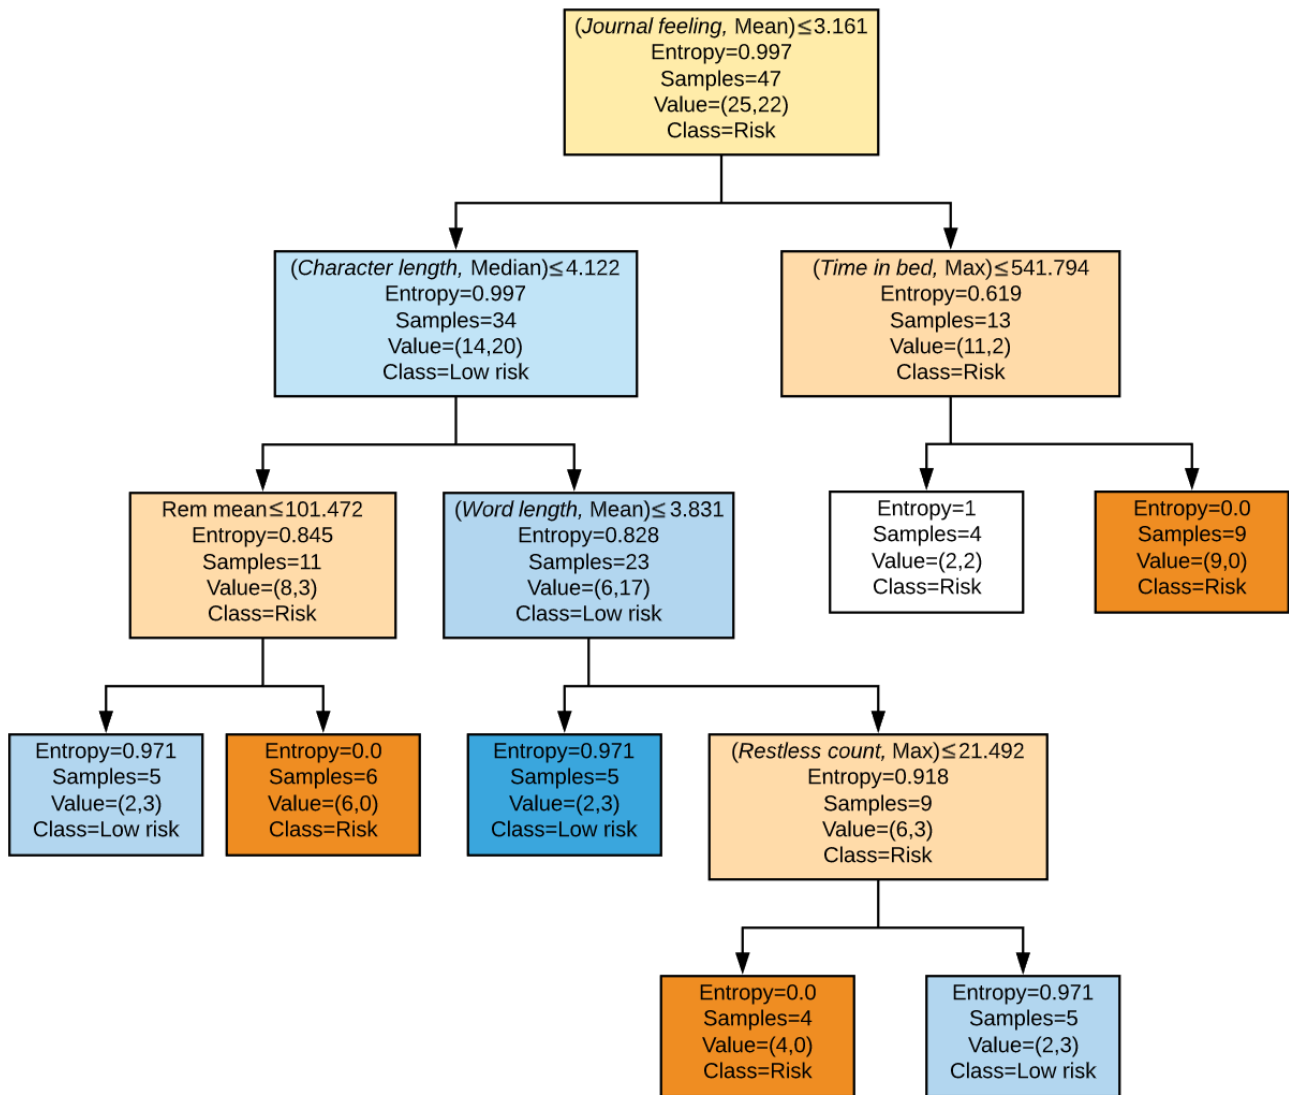 (Journal feeling, Mean)≤3.161
Entropy=0.997
Samples=47
Value=(25,22)
Class=Risk
(Character length, Median)≤4.122
Entropy=0.997
Samples=34
Value=(14,20)
Class=Low risk
(Time in bed, Max)≤541.794
Entropy=0.619
Samples=13
Value=(11,2)
Class=Risk
Rem mean≤101.472
Entropy=0.845
Samples=11
Value=(8,3)
Class=Risk
(Word length, Mean)≤3.831
Entropy=0.828
Samples=23
Value=(6,17)
Class=Low risk
Entropy=1
Samples=4
Value=(2,2)
Class=Risk
Entropy=0.0
Samples=9
Value=(9,0)
Class=Risk
Entropy=0.971
Samples=5
Value=(2,3)
Class=Low risk
Entropy=0.0
Samples=6
Value=(6,0)
Class=Risk
Entropy=0.971
Samples=5
Value=(2,3)
Class=Low risk
(Restless count, Max)≤21.492
Entropy=0.918
Samples=9
Value=(6,3)
Class=Risk
Entropy=0.0
Samples=4
Value=(4,0)
Class=Risk
Entropy=0.971
Samples=5
Value=(2,3)
Class=Low risk